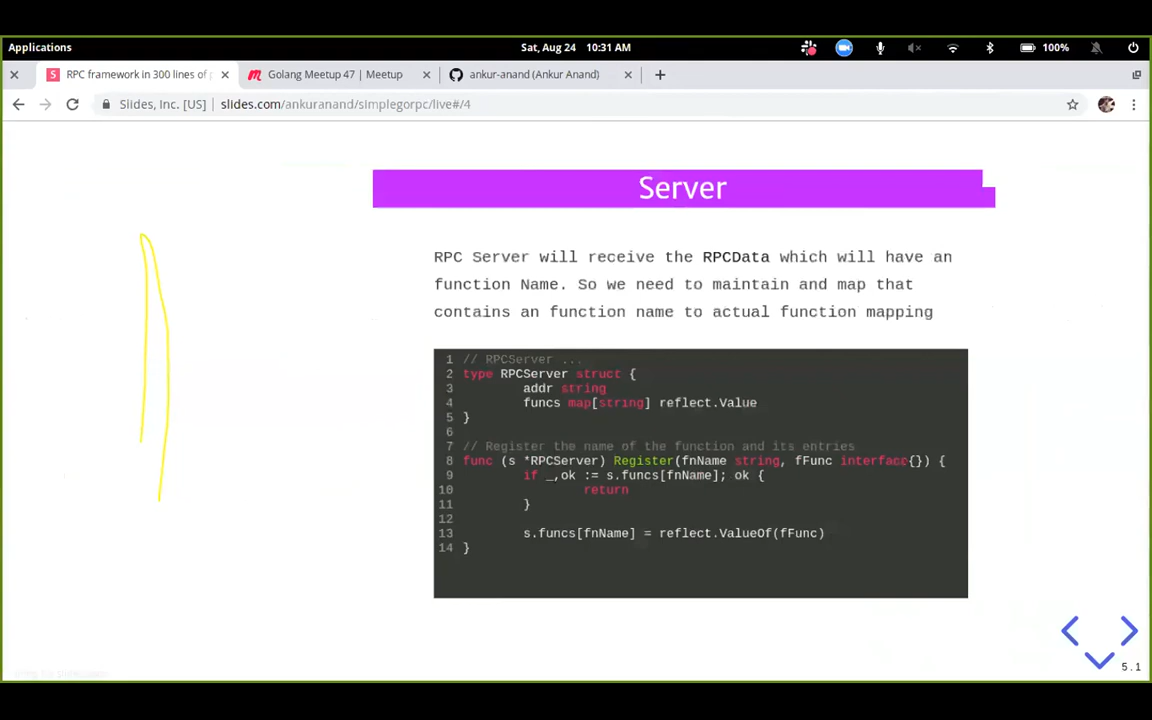 Applications
Sat, Aug 24 10:31 AM
100%
RPC framework in 300 lines of
Golang Meetup 47 | Meetup
ankur-anand (Ankur Anand)
Slides, Inc. [US] | slides.com/ankuranand/simplegorpc/live#/4
Server
RPC Server will receive the RPCData which will have an
function Name. So we need to maintain and map that
contains an function name to actual function mapping
1 // RPCServer ...
2 type RPCServer struct {
3 addr string
4 funcs map[string] reflect.Value
5 }
6
7 // Register the name of the function and its entries
8 func (s *RPCServer) Register(fnName string, fFunc interface{}) {
9 if _,ok := s.funcs[fnName]; ok {
10 return
11 }
12
13 s.funcs[fnName] = reflect.ValueOf(fFunc)
14 }
5.1